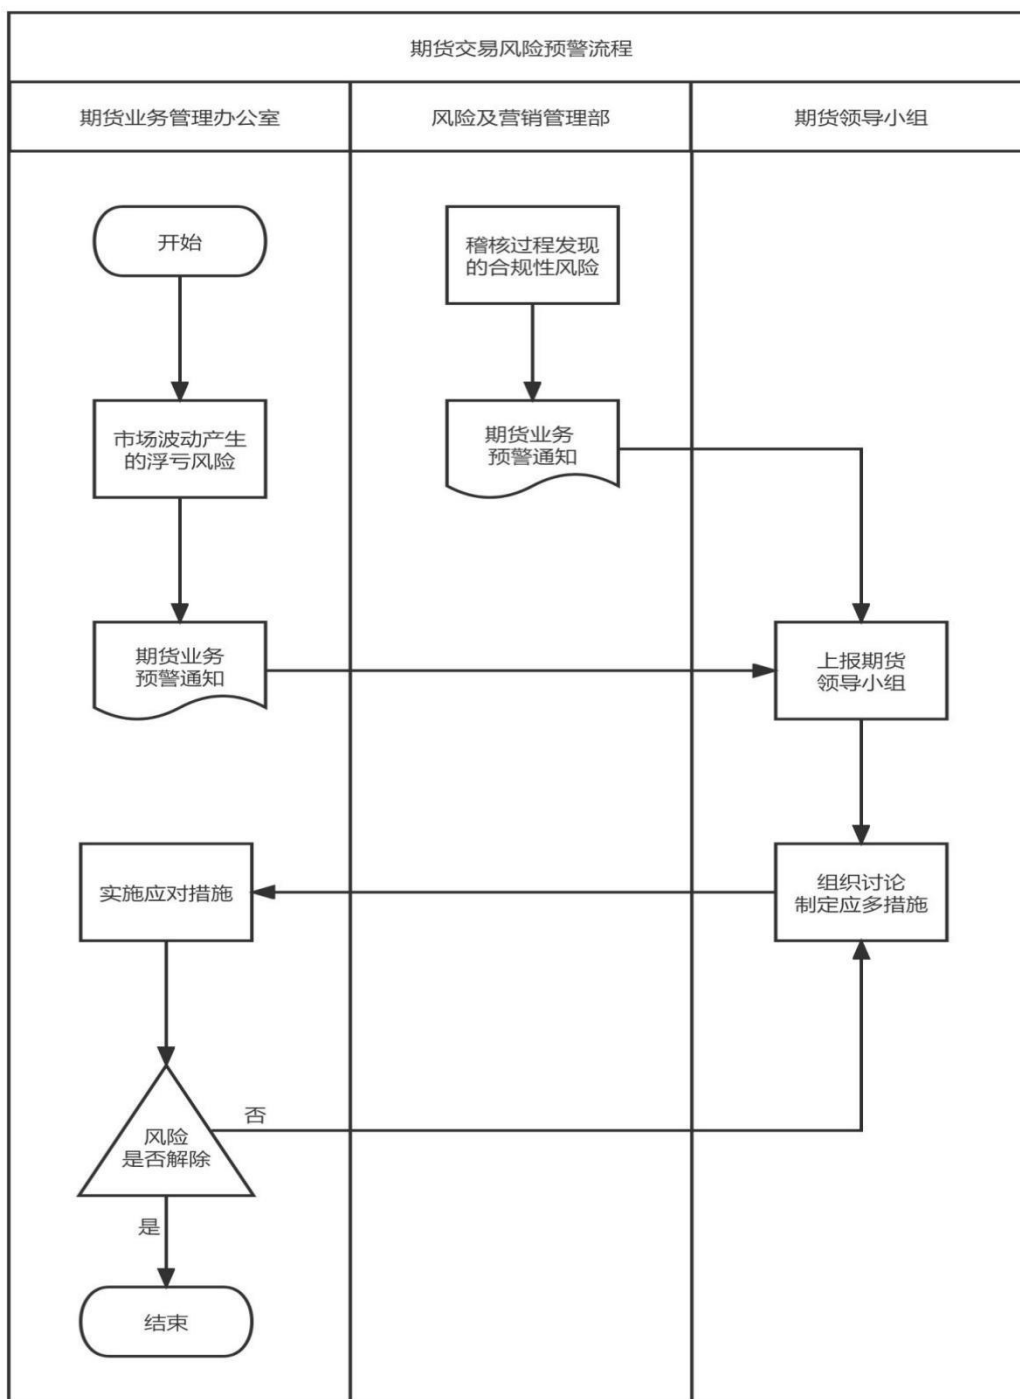 期货交易风险预警流程
期货业务管理办公室
风险及营销管理部
期货领导小组
开始
稽核过程发现
的合规性风险
市场波动产生
的浮亏风险
期货业务
预警通知
期货业务
预警通知
上报期货
领导小组
实施应对措施
组织讨论
制定应多措施
风险
是否解除
否
是
结束